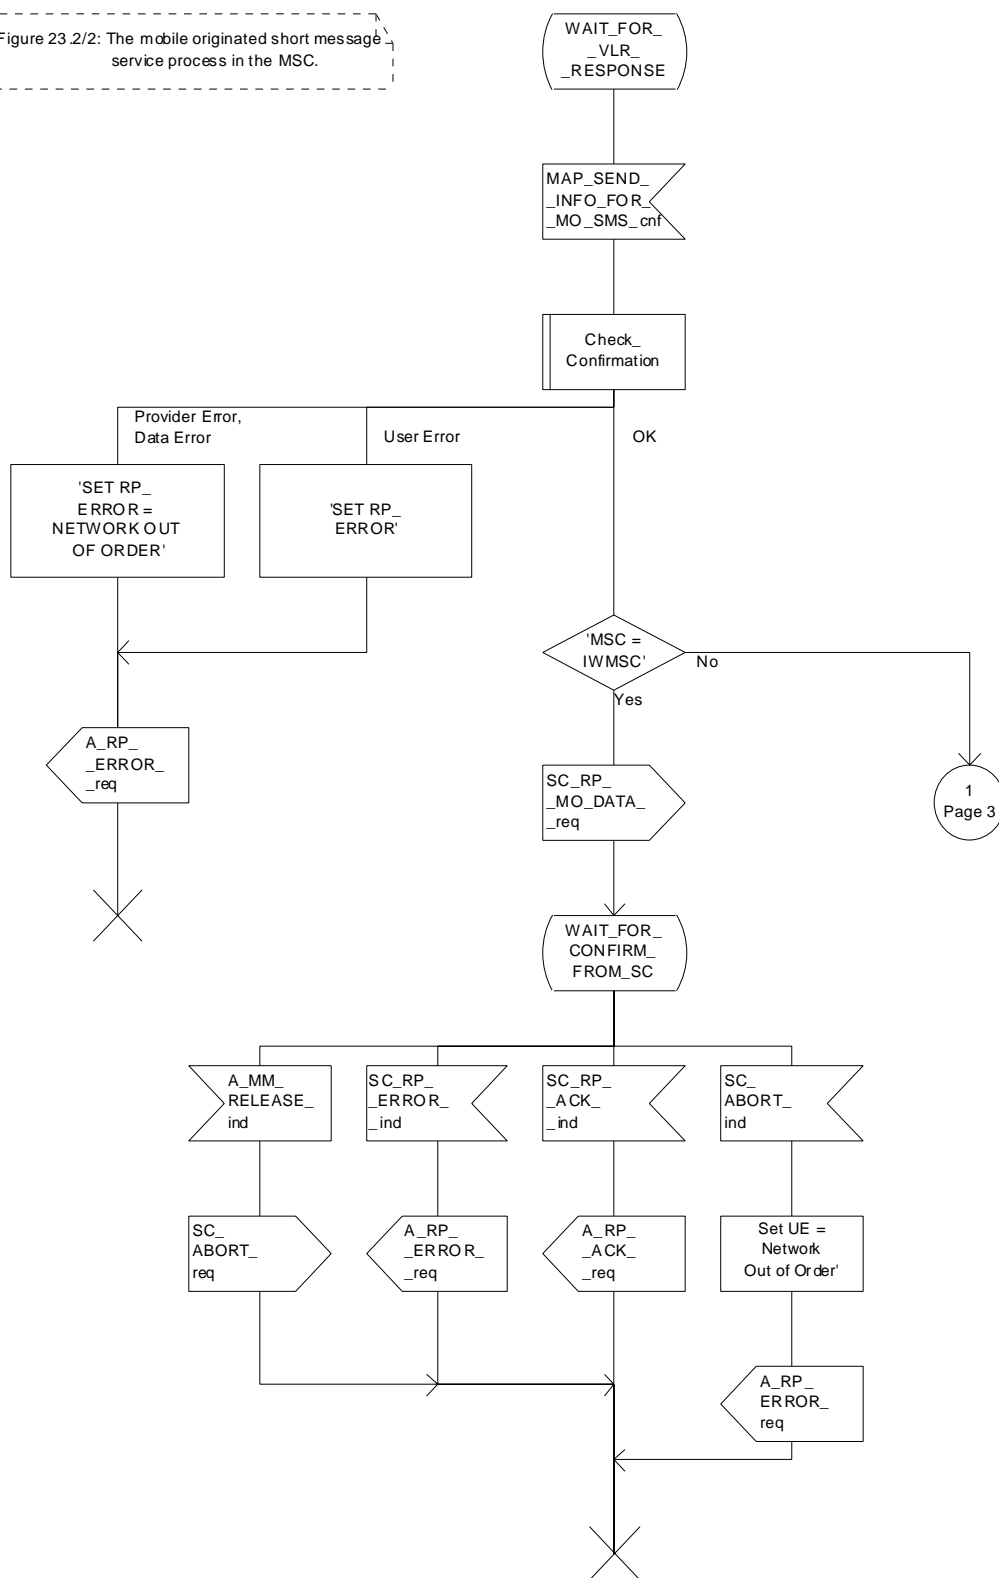 Figure 23.2/2: The mobile originated short message
service process in the MSC.
WAIT_FOR_
_VLR_
_RESPONSE
MAP_SEND_
_INFO_FOR_
_MO_SMS_cnf
Check_
Confirmation
Provider Error,
Data Error
User Error
OK
'SET RP_
ERROR =
NETWORK OUT
OF ORDER'
'SET RP_
ERROR'
'MSC =
IWMSC'
No
Yes
A_RP_
_ERROR_
_req
SC_RP_
_MO_DATA_
_req
1
Page 3
WAIT_FOR_
CONFIRM_
FROM_SC
A_MM_
RELEASE_
ind
SC_RP_
_ERROR_
_ind
SC_RP_
_ACK_
_ind
SC_
ABORT_
ind
SC_
ABORT_
req
A_RP_
_ERROR_
_req
A_RP_
_ACK_
_req
Set UE =
Network
Out of Order'
A_RP_
ERROR_
req